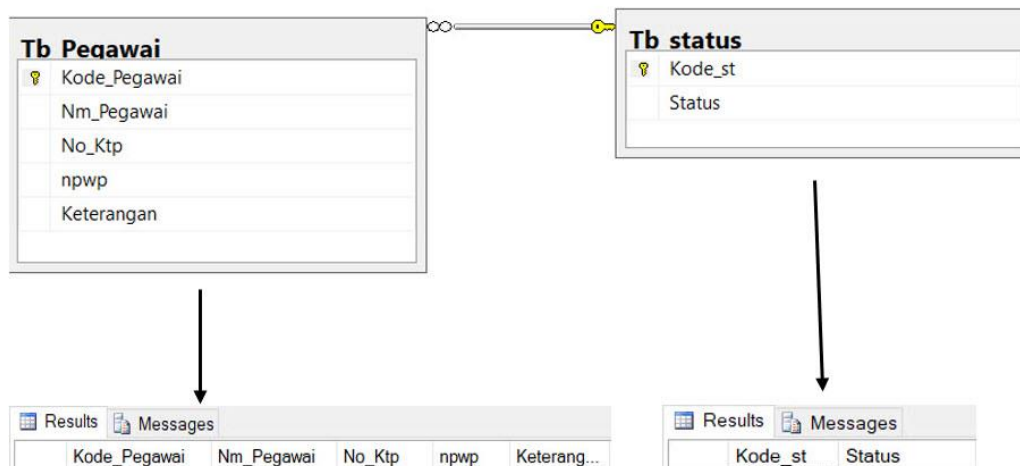 Tb Pegawai
Kode_Pegawai
Nm_Pegawai
No_Ktp
npwp
Keterangan
Tb status
Kode_st
Status
Results Messages
Kode_Pegawai Nm_Pegawai No_Ktp npwp Keterang...
Results Messages
Kode_st Status